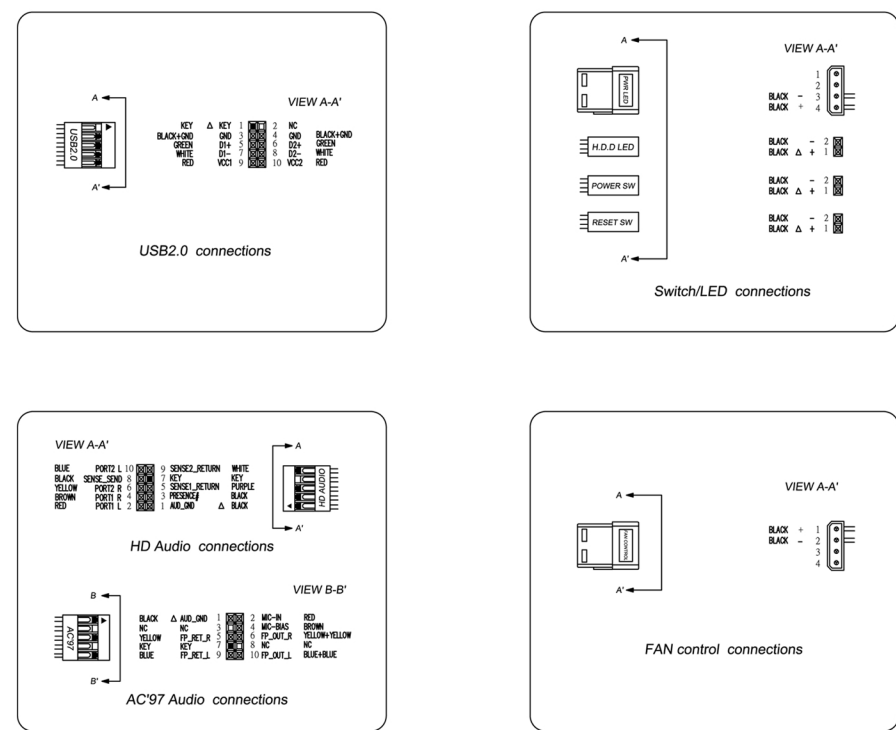 A
VIEW A-A'
KEY △ KEY 1 2 NC
BLACK+GND GND 3 4 GND BLACK+GND
GREEN D1+ 5 6 D2+ GREEN
WHITE D1- 7 8 D2- WHITE
RED VCC1 9 10 VCC2 RED
USB2.0
A'
USB2.0 connections
A
VIEW A-A'
PWR LED
1
2
BLACK - 3
BLACK + 4
H.D.D LED
BLACK - 2
BLACK △ + 1
POWER SW
BLACK - 2
BLACK △ + 1
RESET SW
BLACK - 2
BLACK △ + 1
A'
Switch/LED connections
VIEW A-A'
A
BLUE PORT2 L 10 9 SENSE2_RETURN WHITE
BLACK SENSE_SEND 8 7 KEY KEY
YELLOW PORT2 R 6 5 SENSE1_RETURN PURPLE
BROWN PORT1 R 4 3 PRESENCE# BLACK
RED PORT1 L 2 1 AUD_GND △ BLACK
HD AUDIO
A'
HD Audio connections
VIEW B-B'
B
BLACK △ AUD_GND 1 2 MIC-IN RED
NC NC 3 4 MIC-BIAS BROWN
YELLOW FP_RET_R 5 6 FP_OUT_R YELLOW+YELLOW
KEY KEY 7 8 NC NC
BLUE FP_RET_L 9 10 FP_OUT_L BLUE+BLUE
AC'97
B'
AC'97 Audio connections
VIEW A-A'
A
FAN CONTROL
BLACK + 1
BLACK - 2
3
4
A'
FAN control connections